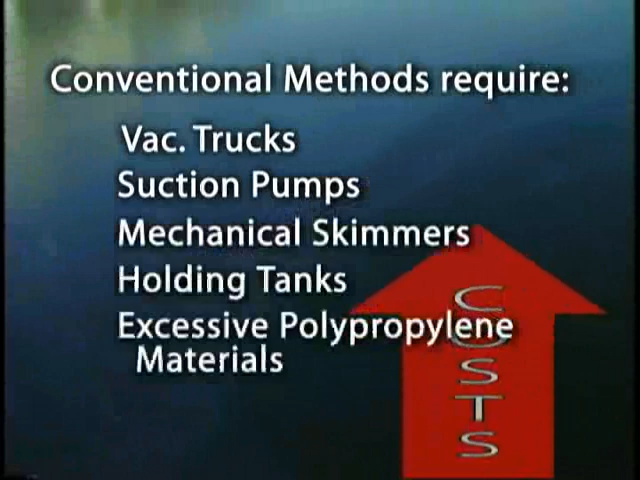 Conventional Methods require:
Vac. Trucks
Suction Pumps
Mechanical Skimmers
Holding Tanks
Excessive Polypropylene
Materials
COSTS